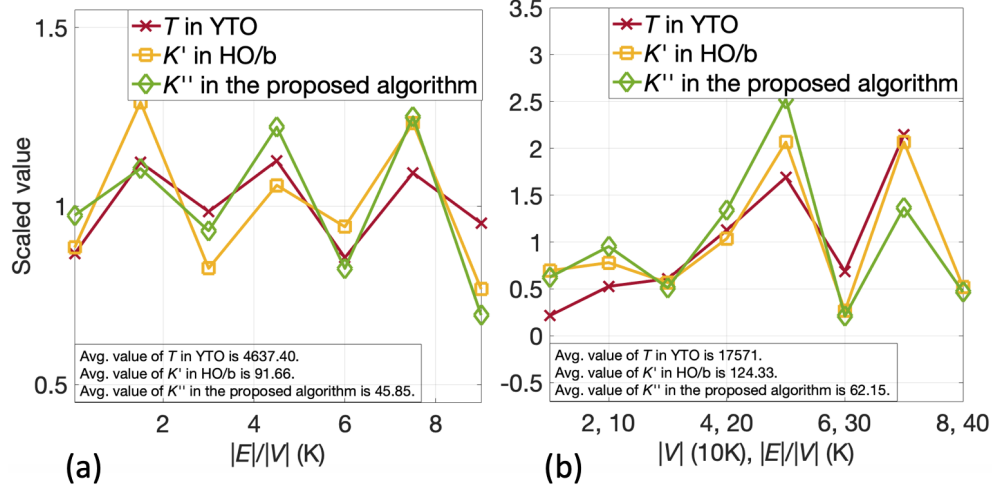 1.5
1
0.5
Scaled value
T in YTO
K' in HO/b
K'' in the proposed algorithm
Avg. value of T in YTO is 4637.40.
Avg. value of K' in HO/b is 91.66.
Avg. value of K'' in the proposed algorithm is 45.85.
2 4 6 8
|E|/|V| (K)
(a)
3.5
3
2.5
2
1.5
1
0.5
0
-0.5
T in YTO
K' in HO/b
K'' in the proposed algorithm
Avg. value of T in YTO is 17571.
Avg. value of K' in HO/b is 124.33.
Avg. value of K'' in the proposed algorithm is 62.15.
2, 10 4, 20 6, 30 8, 40
|V| (10K), |E|/|V| (K)
(b)